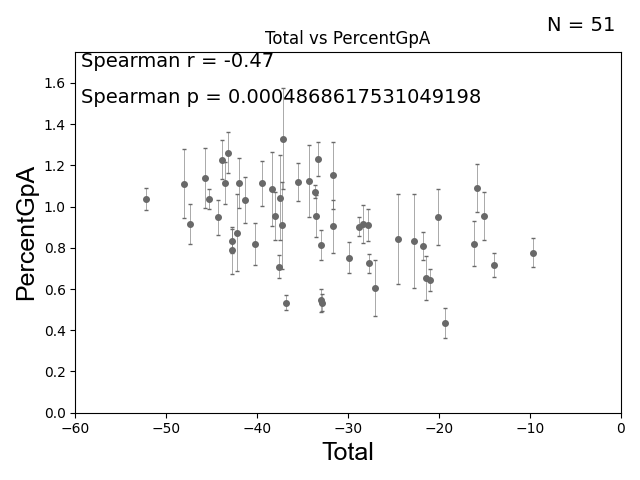 N = 51
Total vs PercentGpA
Spearman r = -0.47
Spearman p = 0.0004868617531049198
PercentGpA
1.6
1.4
1.2
1.0
0.8
0.6
0.4
0.2
0.0
−60 −50 −40 −30 −20 −10 0
Total